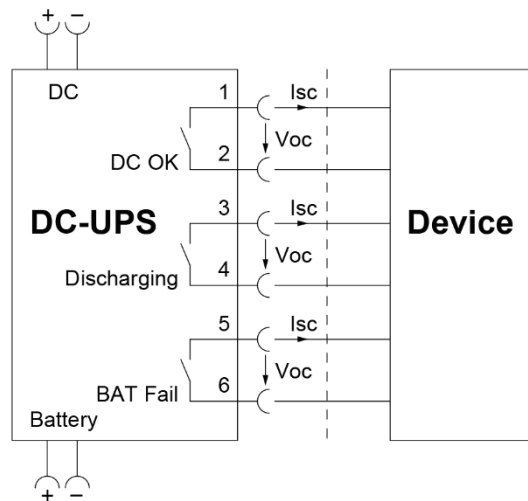 + −
DC
1 Isc
Voc
DC OK 2
3 Isc
DC-UPS Voc Device
Discharging 4
5 Isc
Voc
BAT Fail 6
Battery
+ −